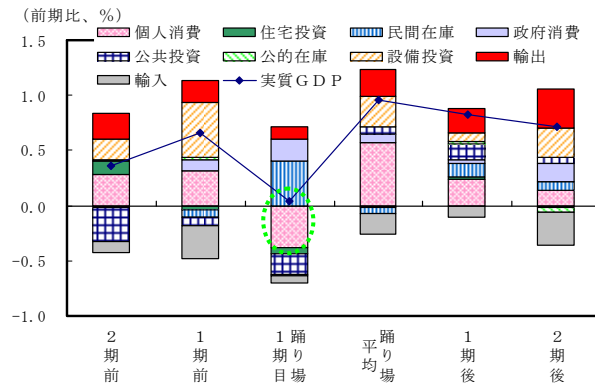 (前期比、%)
個人消費 住宅投資 民間在庫 政府消費
公共投資 公的在庫 設備投資 輸出
輸入 実質GDP
1.5
1.0
0.5
0.0
-0.5
-1.0
2期前
1期前
踊り場1期目
踊り場平均
1期後
2期後